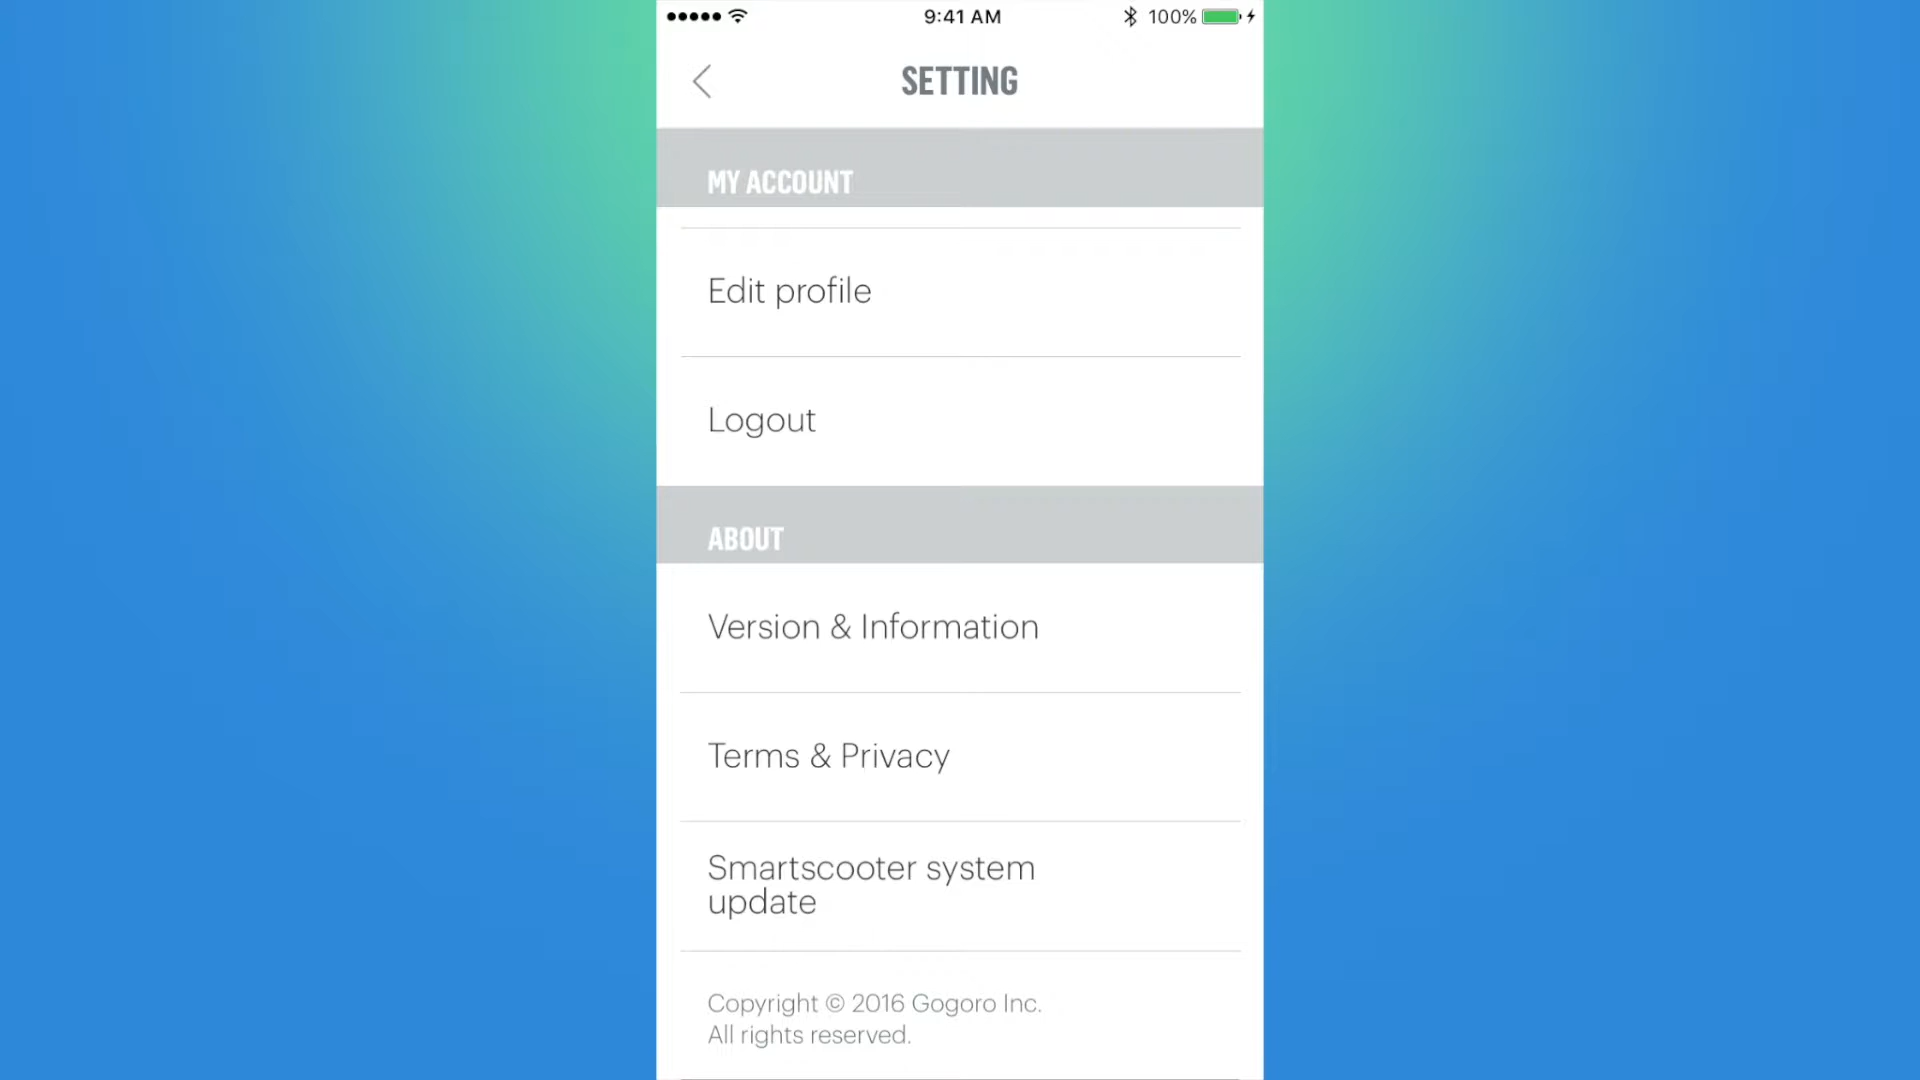 9:41 AM
100%
SETTING
MY ACCOUNT
Edit profile
Logout
ABOUT
Version & Information
Terms & Privacy
Smartscooter system
update
Copyright © 2016 Gogoro Inc.
All rights reserved.